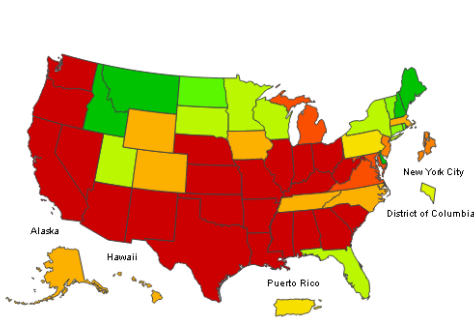 New York City
District of Columbia
Alaska
Hawaii
Puerto Rico